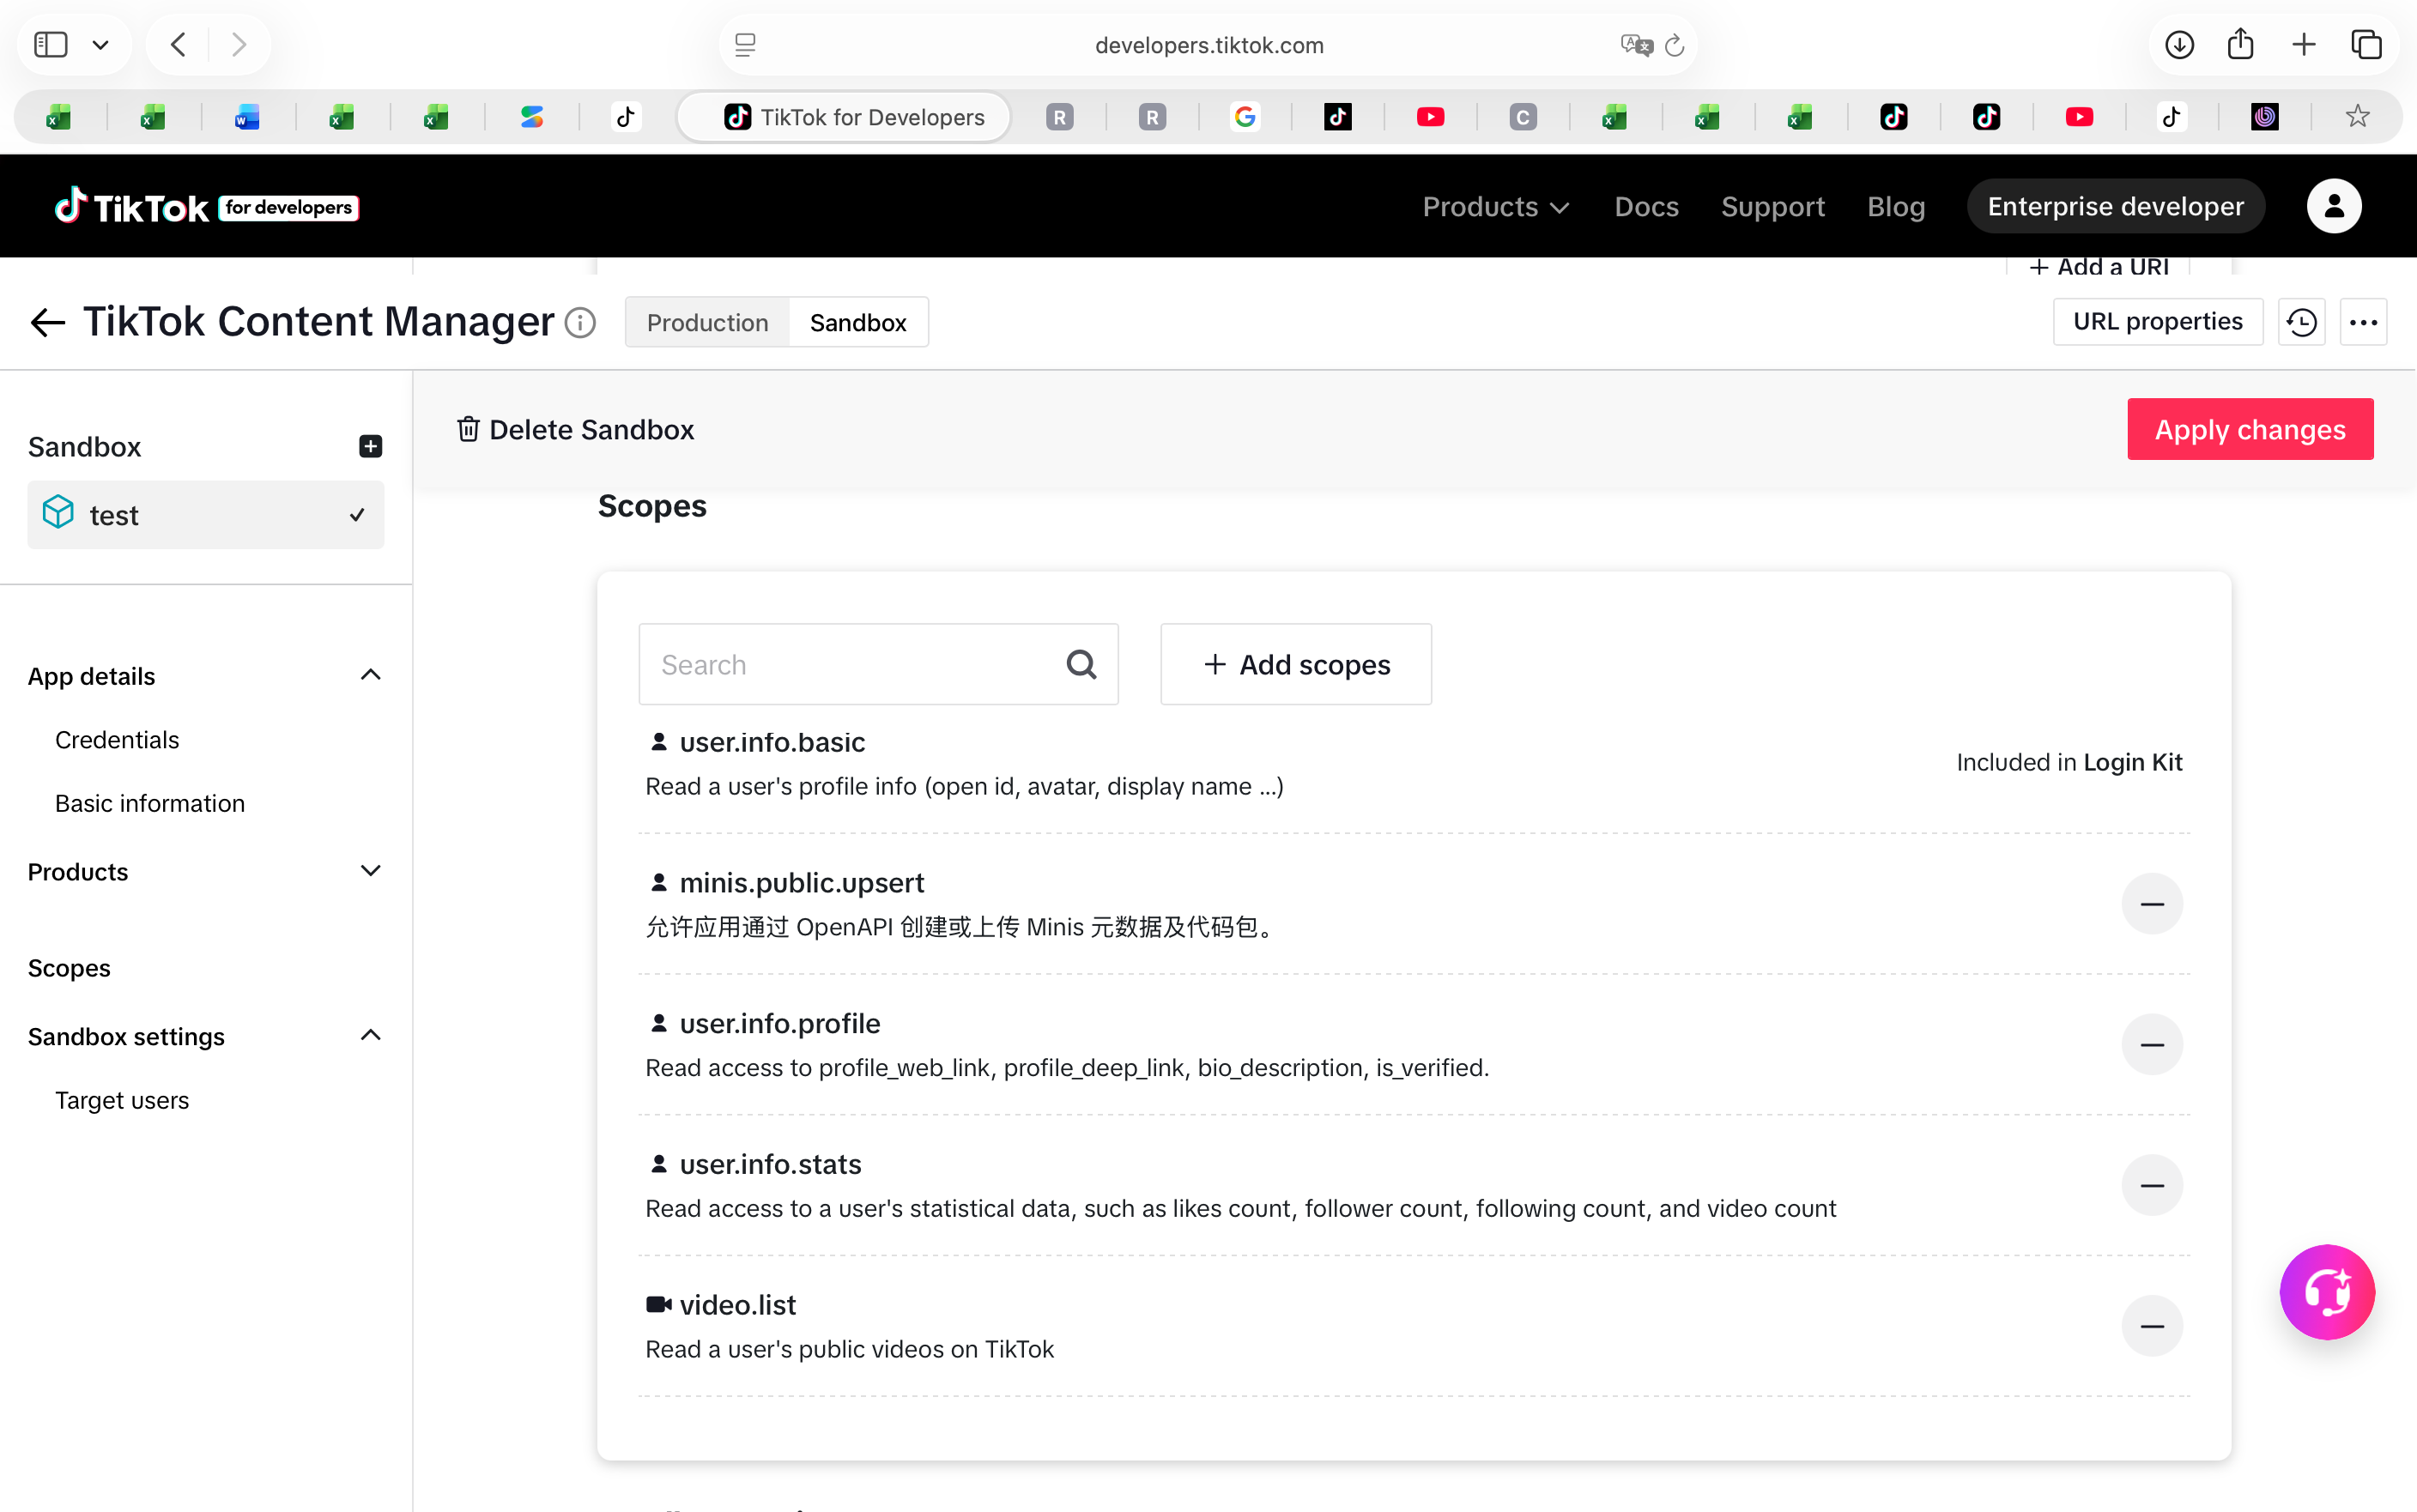 developers.tiktok.com
TikTok for Developers
TikTok for developers
Products
Docs
Support
Blog
Enterprise developer
+ Add a URI
TikTok Content Manager
Production
Sandbox
URL properties
Sandbox
Delete Sandbox
Apply changes
test
Scopes
Search
+ Add scopes
App details
Credentials
Basic information
Products
Scopes
Sandbox settings
Target users
user.info.basic
Read a user's profile info (open id, avatar, display name ...)
Included in Login Kit
minis.public.upsert
允许应用通过 OpenAPI 创建或上传 Minis 元数据及代码包。
user.info.profile
Read access to profile_web_link, profile_deep_link, bio_description, is_verified.
user.info.stats
Read access to a user's statistical data, such as likes count, follower count, following count, and video count
video.list
Read a user's public videos on TikTok